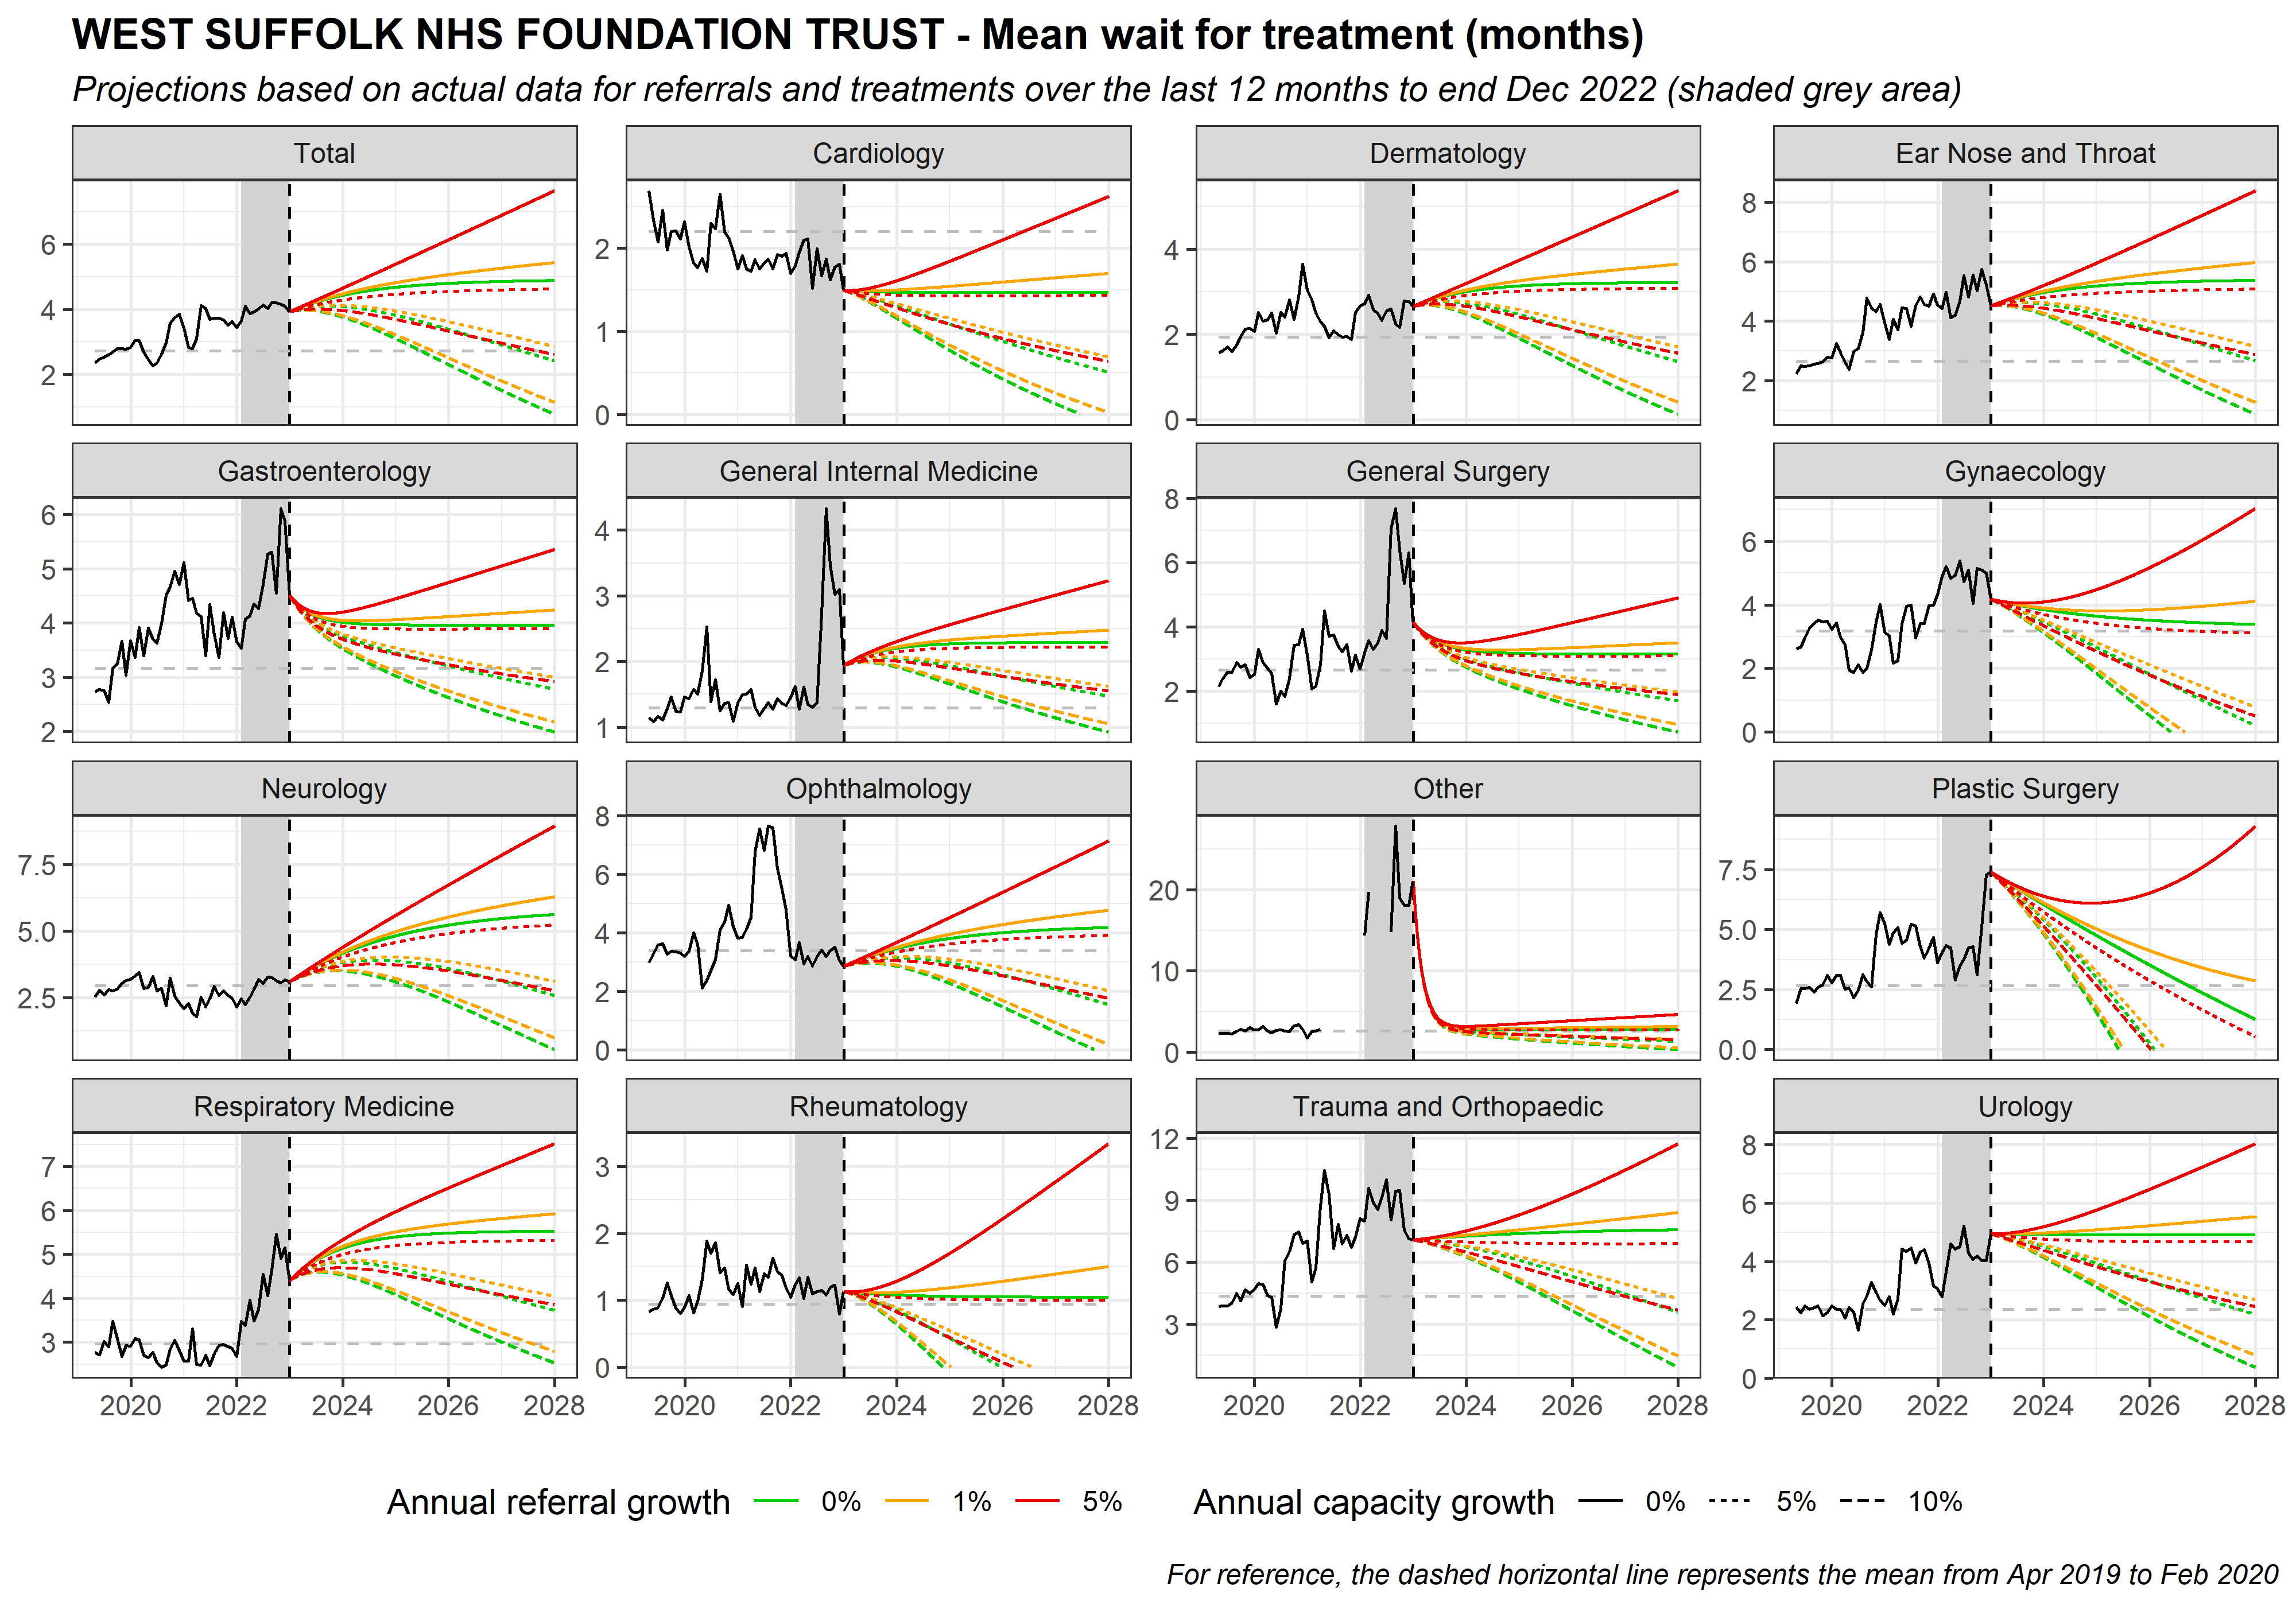 WEST SUFFOLK NHS FOUNDATION TRUST - Mean wait for treatment (months)
Projections based on actual data for referrals and treatments over the last 12 months to end Dec 2022 (shaded grey area)
Total
Cardiology
Dermatology
Ear Nose and Throat
6
4
2
2
1
0
4
2
0
8
6
4
2
Gastroenterology
General Internal Medicine
General Surgery
Gynaecology
6
5
4
3
2
4
3
2
1
8
6
4
2
6
4
2
0
Neurology
Ophthalmology
Other
Plastic Surgery
7.5
5.0
2.5
8
6
4
2
0
20
10
0
7.5
5.0
2.5
0.0
Respiratory Medicine
Rheumatology
Trauma and Orthopaedic
Urology
7
6
5
4
3
3
2
1
0
12
9
6
3
8
6
4
2
0
2020 2022 2024 2026 2028
2020 2022 2024 2026 2028
2020 2022 2024 2026 2028
2020 2022 2024 2026 2028
Annual referral growth 0% 1% 5%
Annual capacity growth 0% 5% 10%
For reference, the dashed horizontal line represents the mean from Apr 2019 to Feb 2020